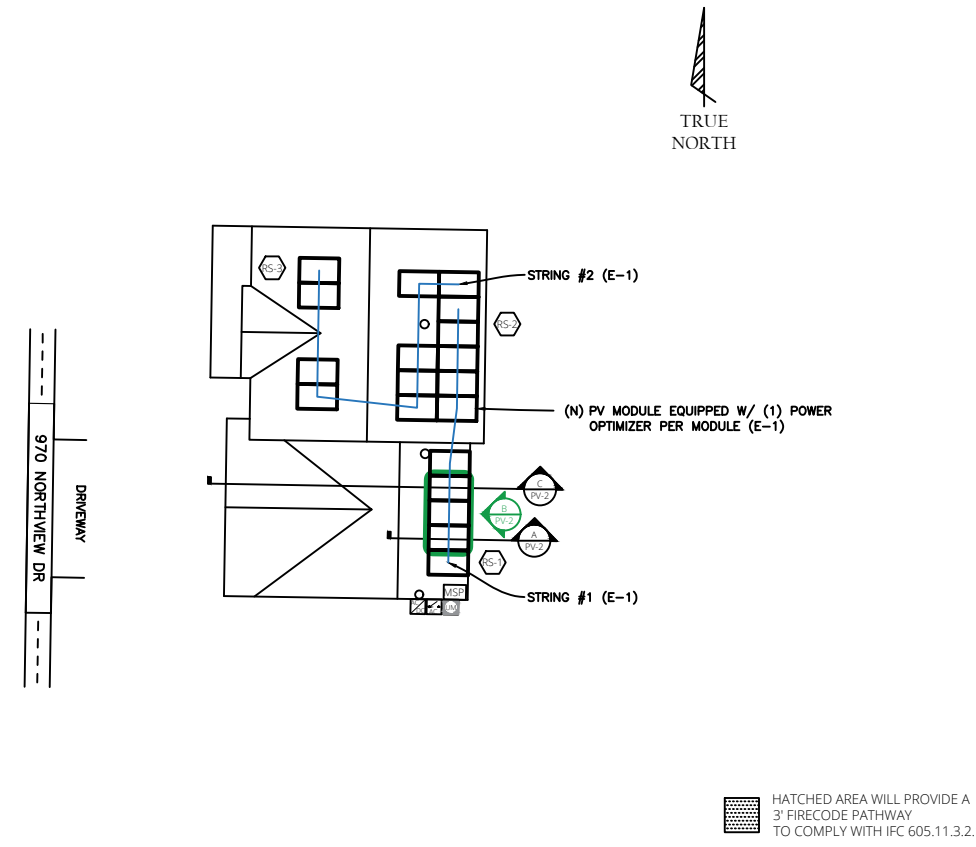 TRUE
NORTH
RS-3
STRING #2 (E-1)
RS-2
(N) PV MODULE EQUIPPED W/ (1) POWER
OPTIMIZER PER MODULE (E-1)
970 NORTHVIEW DR
DRIVEWAY
C
PV-2
B
PV-2
A
PV-2
RS-1
MSP
UM
STRING #1 (E-1)
HATCHED AREA WILL PROVIDE A
3' FIRECODE PATHWAY
TO COMPLY WITH IFC 605.11.3.2.